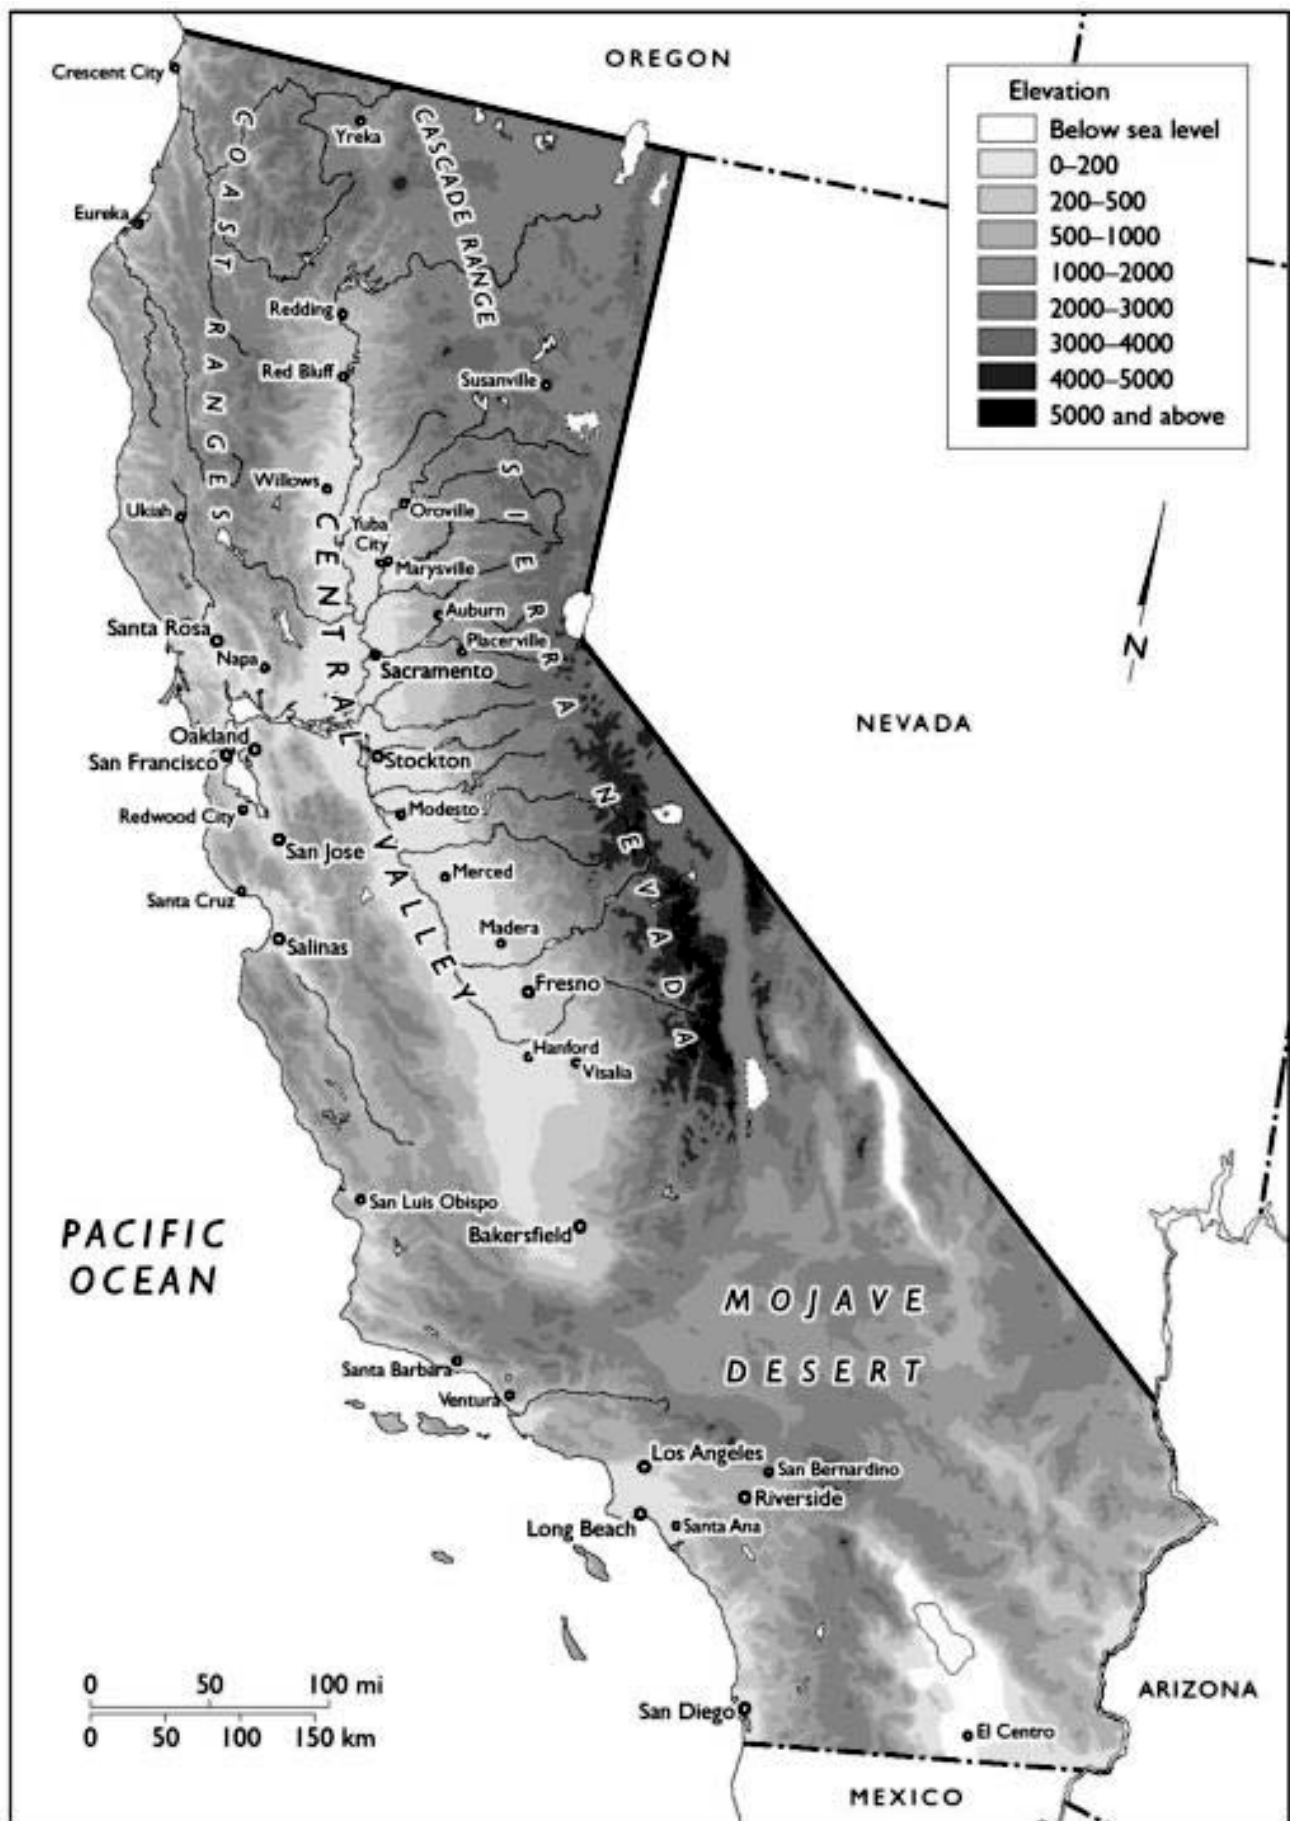 OREGON
Crescent City
COAST RANGES
Yreka
CASCADE RANGE
Elevation
Below sea level
0–200
200–500
500–1000
1000–2000
2000–3000
3000–4000
4000–5000
5000 and above
Eureka
Redding
Red Bluff
Susanville
Willows
Ukiah
Oroville
Yuba
City
Marysville
CENTRAL VALLEY
SIERRA NEVADA
Auburn
Santa Rosa
Placerville
Napa
Sacramento
N
NEVADA
Oakland
San Francisco
Stockton
Redwood City
Modesto
San Jose
Merced
Santa Cruz
Madera
Salinas
Fresno
Hanford
Visalia
San Luis Obispo
PACIFIC
OCEAN
Bakersfield
MOJAVE
DESERT
Santa Barbara
Ventura
Los Angeles
San Bernardino
Riverside
Long Beach
Santa Ana
0 50 100 mi
0 50 100 150 km
San Diego
El Centro
ARIZONA
MEXICO